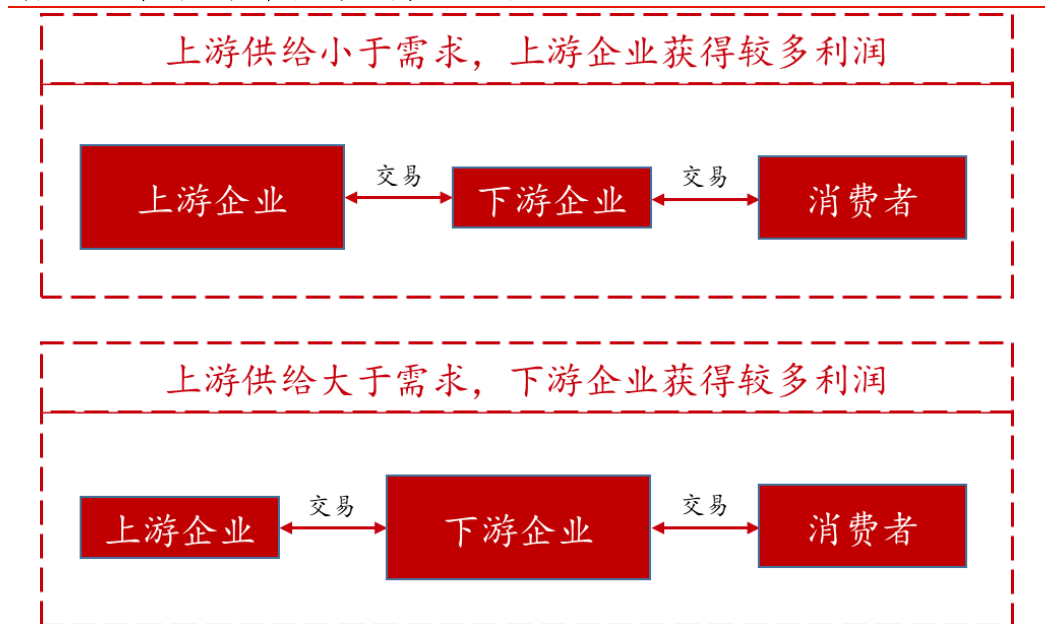 上游供给小于需求，上游企业获得较多利润
上游企业
交易
下游企业
交易
消费者
上游供给大于需求，下游企业获得较多利润
上游企业
交易
下游企业
交易
消费者